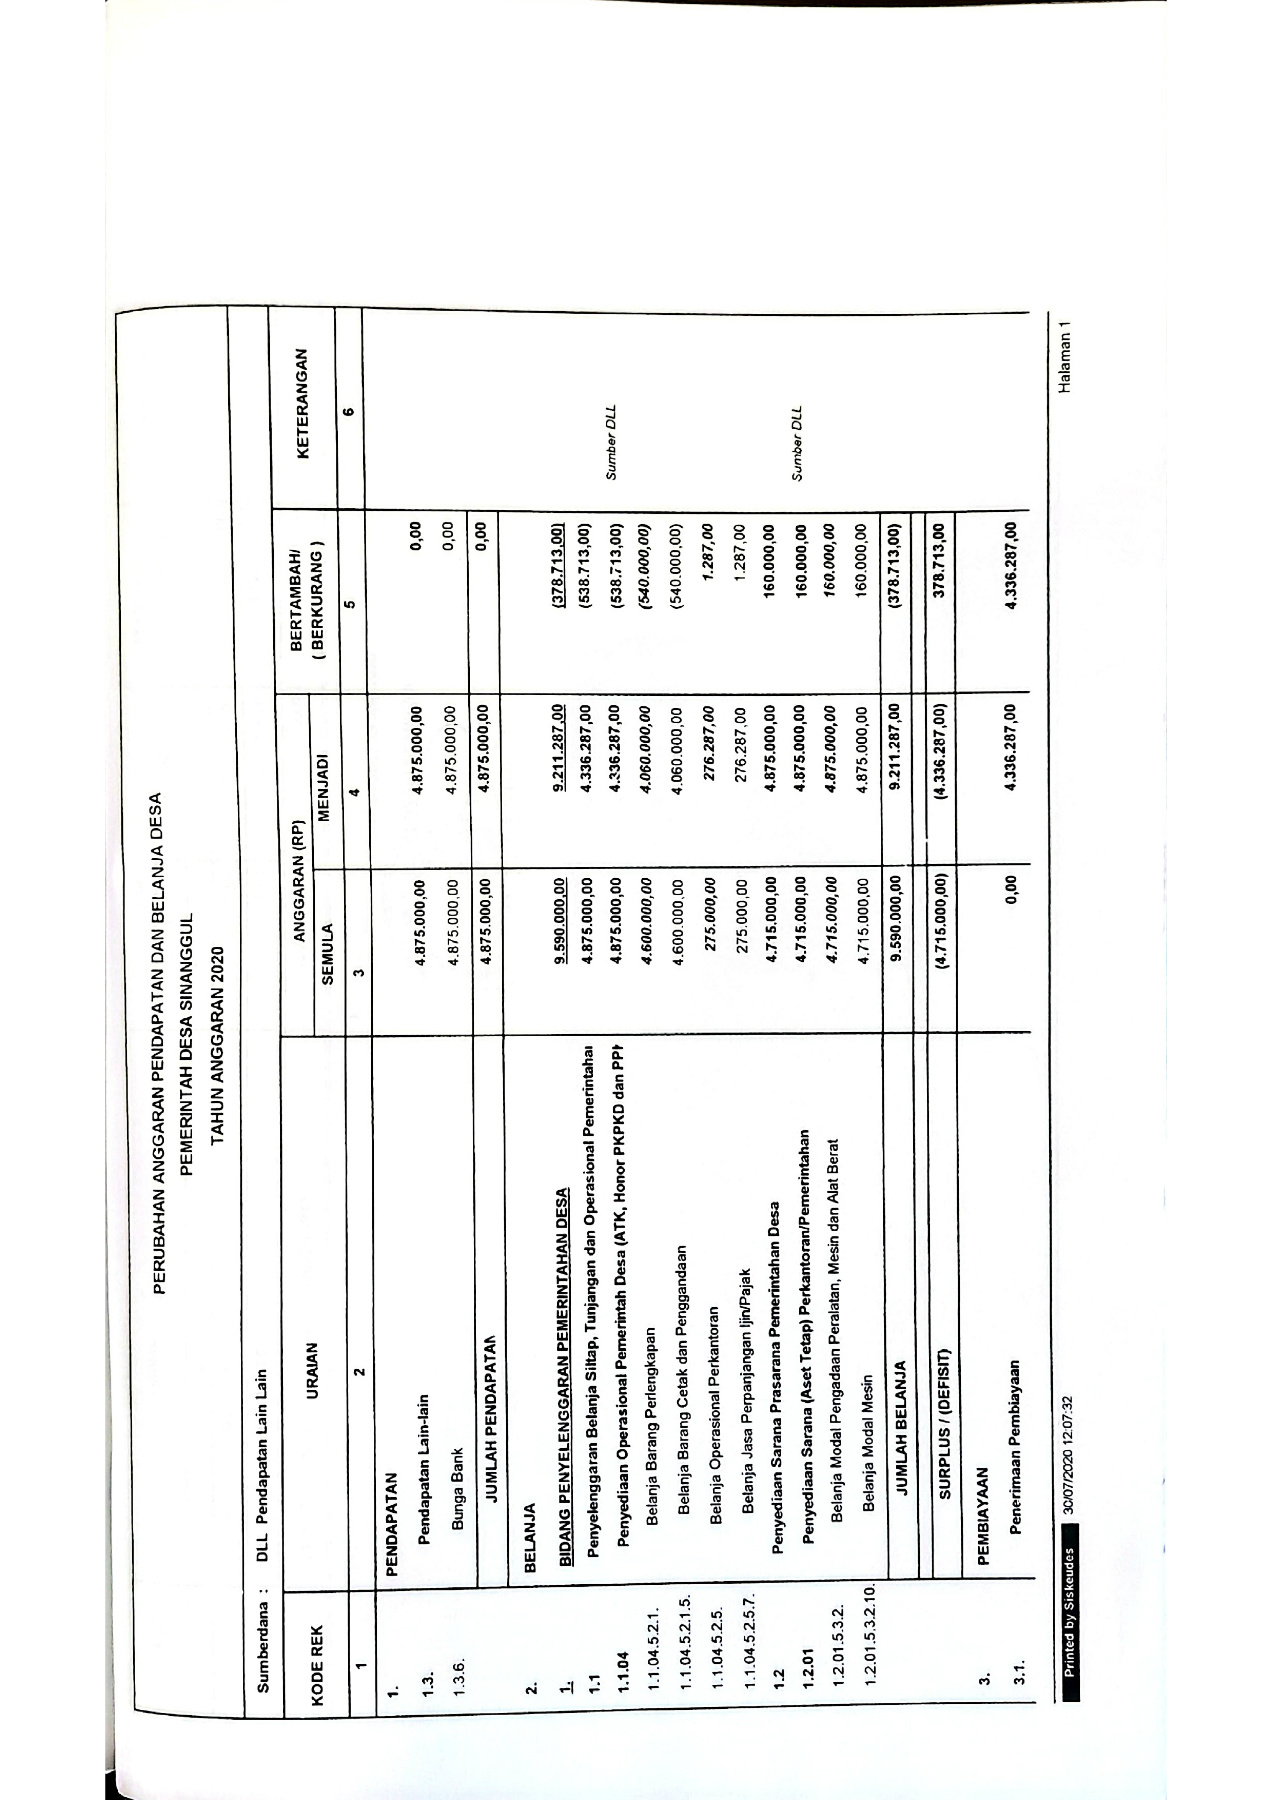 PERUBAHAN ANGGARAN PENDAPATAN DAN BELANJA DESA
PEMERINTAH DESA SINANGGUL
TAHUN ANGGARAN 2020
Sumberdana : DLL Pendapatan Lain Lain
KODE REK URAIAN ANGGARAN (RP) BERTAMBAH/ KETERANGAN
SEMULA MENJADI ( BERKURANG )
1 2 3 4 5 6
1. PENDAPATAN
1.3. Pendapatan Lain-lain 4.875.000,00 4.875.000,00 0,00
1.3.6. Bunga Bank 4.875.000,00 4.875.000,00 0,00
JUMLAH PENDAPATAN 4.875.000,00 4.875.000,00 0,00
2. BELANJA
1. BIDANG PENYELENGGARAN PEMERINTAHAN DESA 9.590.000,00 9.211.287,00 (378.713,00)
1.1 Penyelenggaran Belanja Siltap, Tunjangan dan Operasional Pemerintahan 4.875.000,00 4.336.287,00 (538.713,00)
1.1.04 Penyediaan Operasional Pemerintah Desa (ATK, Honor PKPKD dan PPK 4.875.000,00 4.336.287,00 (538.713,00) Sumber DLL
1.1.04.5.2.1. Belanja Barang Perlengkapan 4.600.000,00 4.060.000,00 (540.000,00)
1.1.04.5.2.1.5. Belanja Barang Cetak dan Penggandaan 4.600.000,00 4.060.000,00 (540.000,00)
1.1.04.5.2.5. Belanja Operasional Perkantoran 275.000,00 276.287,00 1.287,00
1.1.04.5.2.5.7. Belanja Jasa Perpanjangan Ijin/Pajak 275.000,00 276.287,00 1.287,00
1.2 Penyediaan Sarana Prasarana Pemerintahan Desa 4.715.000,00 4.875.000,00 160.000,00
1.2.01 Penyediaan Sarana (Aset Tetap) Perkantoran/Pemerintahan 4.715.000,00 4.875.000,00 160.000,00 Sumber DLL
1.2.01.5.3.2. Belanja Modal Pengadaan Peralatan, Mesin dan Alat Berat 4.715.000,00 4.875.000,00 160.000,00
1.2.01.5.3.2.10. Belanja Modal Mesin 4.715.000,00 4.875.000,00 160.000,00
JUMLAH BELANJA 9.590.000,00 9.211.287,00 (378.713,00)
SURPLUS / (DEFISIT) (4.715.000,00) (4.336.287,00) 378.713,00
3. PEMBIAYAAN
3.1. Penerimaan Pembiayaan 0,00 4.336.287,00 4.336.287,00
Printed by Siskeudes 30/07/2020 12:07:32 Halaman 1